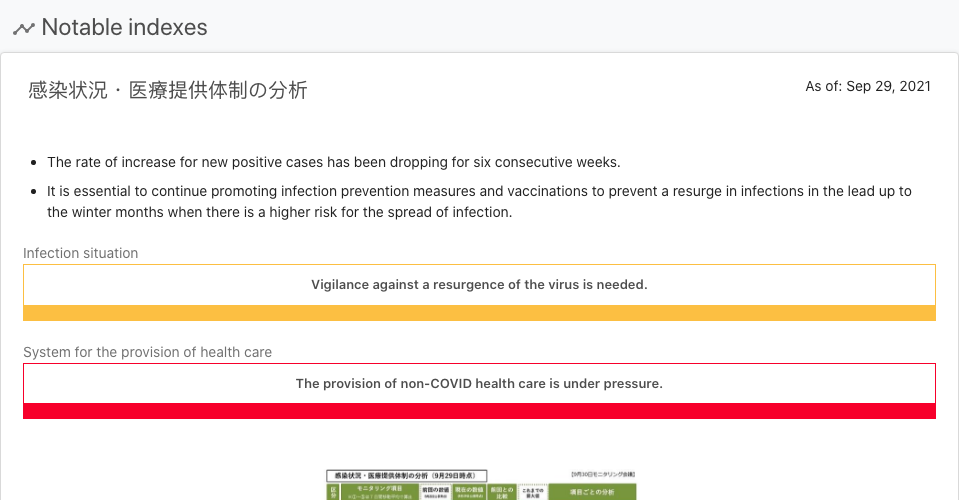 Notable indexes
感染状況・医療提供体制の分析
As of: Sep 29, 2021
The rate of increase for new positive cases has been dropping for six consecutive weeks.
It is essential to continue promoting infection prevention measures and vaccinations to prevent a resurge in infections in the lead up to
the winter months when there is a higher risk for the spread of infection.
Infection situation
Vigilance against a resurgence of the virus is needed.
System for the provision of health care
The provision of non-COVID health care is under pressure.
感染状況・医療提供体制の分析（9月29日時点）
【9月30日モニタリング会議】
区分
モニタリング項目
前回の数値
現在の数値
前回との
比較
これまでの
最大値
項目ごとの分析